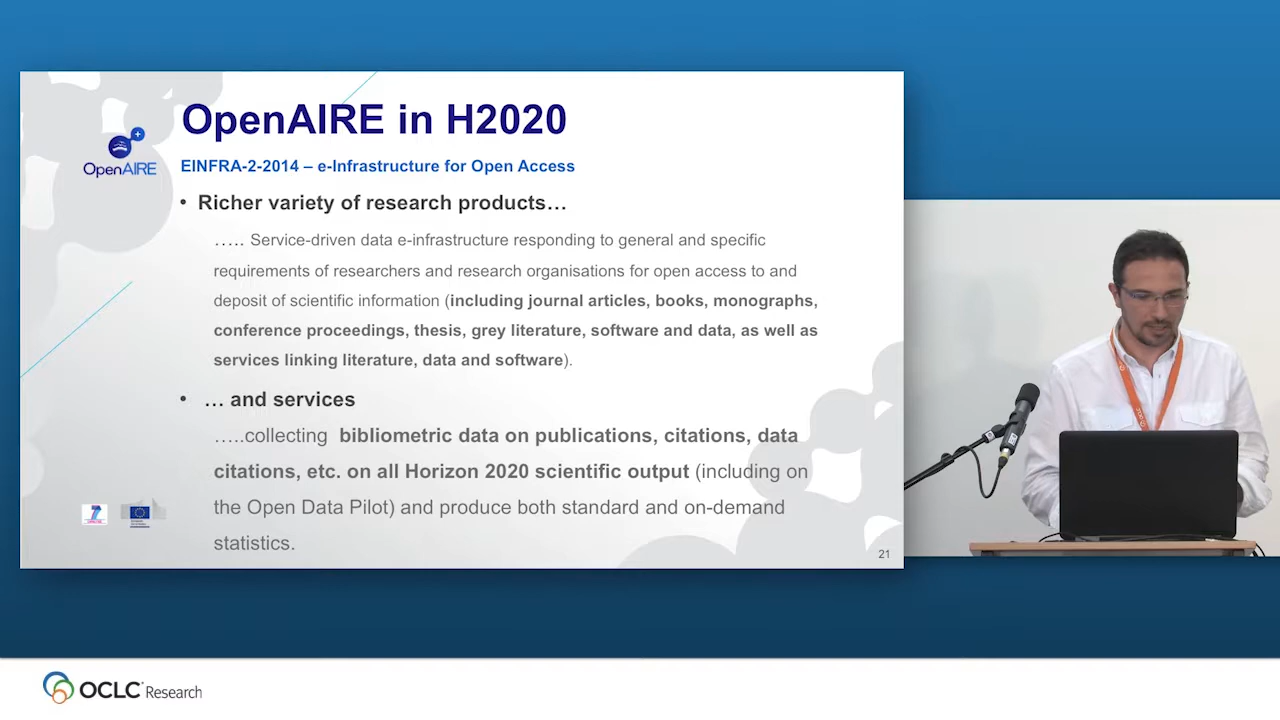 OpenAIRE in H2020
OpenAIRE
EINFRA-2-2014 – e-Infrastructure for Open Access
• Richer variety of research products…
….. Service-driven data e-infrastructure responding to general and specific
requirements of researchers and research organisations for open access to and
deposit of scientific information (including journal articles, books, monographs,
conference proceedings, thesis, grey literature, software and data, as well as
services linking literature, data and software).
• … and services
…..collecting bibliometric data on publications, citations, data
citations, etc. on all Horizon 2020 scientific output (including on
the Open Data Pilot) and produce both standard and on-demand
statistics.
21
OCLC Research